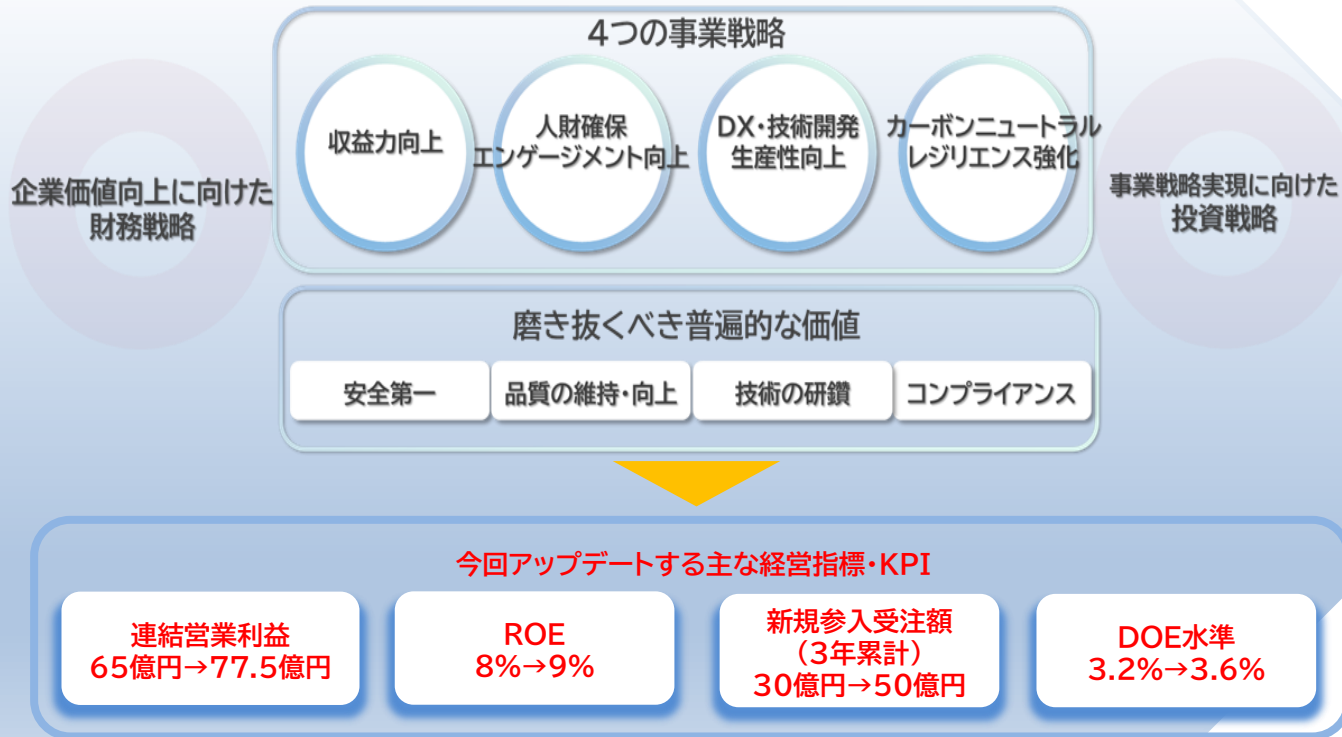 4つの事業戦略
収益力向上
人財確保
エンゲージメント向上
DX・技術開発
生産性向上
カーボンニュートラル
レジリエンス強化
企業価値向上に向けた
財務戦略
事業戦略実現に向けた
投資戦略
磨き抜くべき普遍的な価値
安全第一
品質の維持・向上
技術の研鑽
コンプライアンス
今回アップデートする主な経営指標・KPI
連結営業利益
65億円→77.5億円
ROE
8%→9%
新規参入受注額
(3年累計)
30億円→50億円
DOE水準
3.2%→3.6%